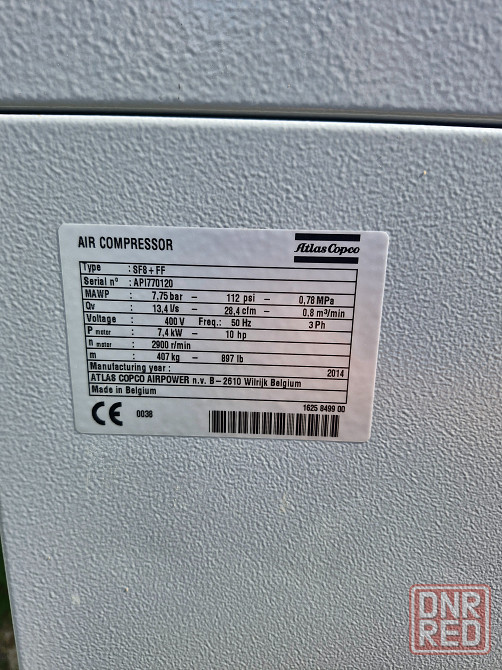 AIR COMPRESSOR
Atlas Copco
Type : SF8+FF
Serial n° : API770120
MAWP : 7,75 bar – 112 psi – 0,78 MPa
Qv : 13,4 l/s – 28,4 cfm – 0,8 m³/min
Voltage : 400 V Freq.: 50 Hz 3 Ph
P motor : 7,4 kW – 10 hp
n motor : 2900 r/min
m : 407 kg – 897 lb
Manufacturing year : 2014
ATLAS COPCO AIRPOWER n.v. B–2610 Wilrijk Belgium
Made in Belgium
CE 0038 1625 8499 00
DNR
RED